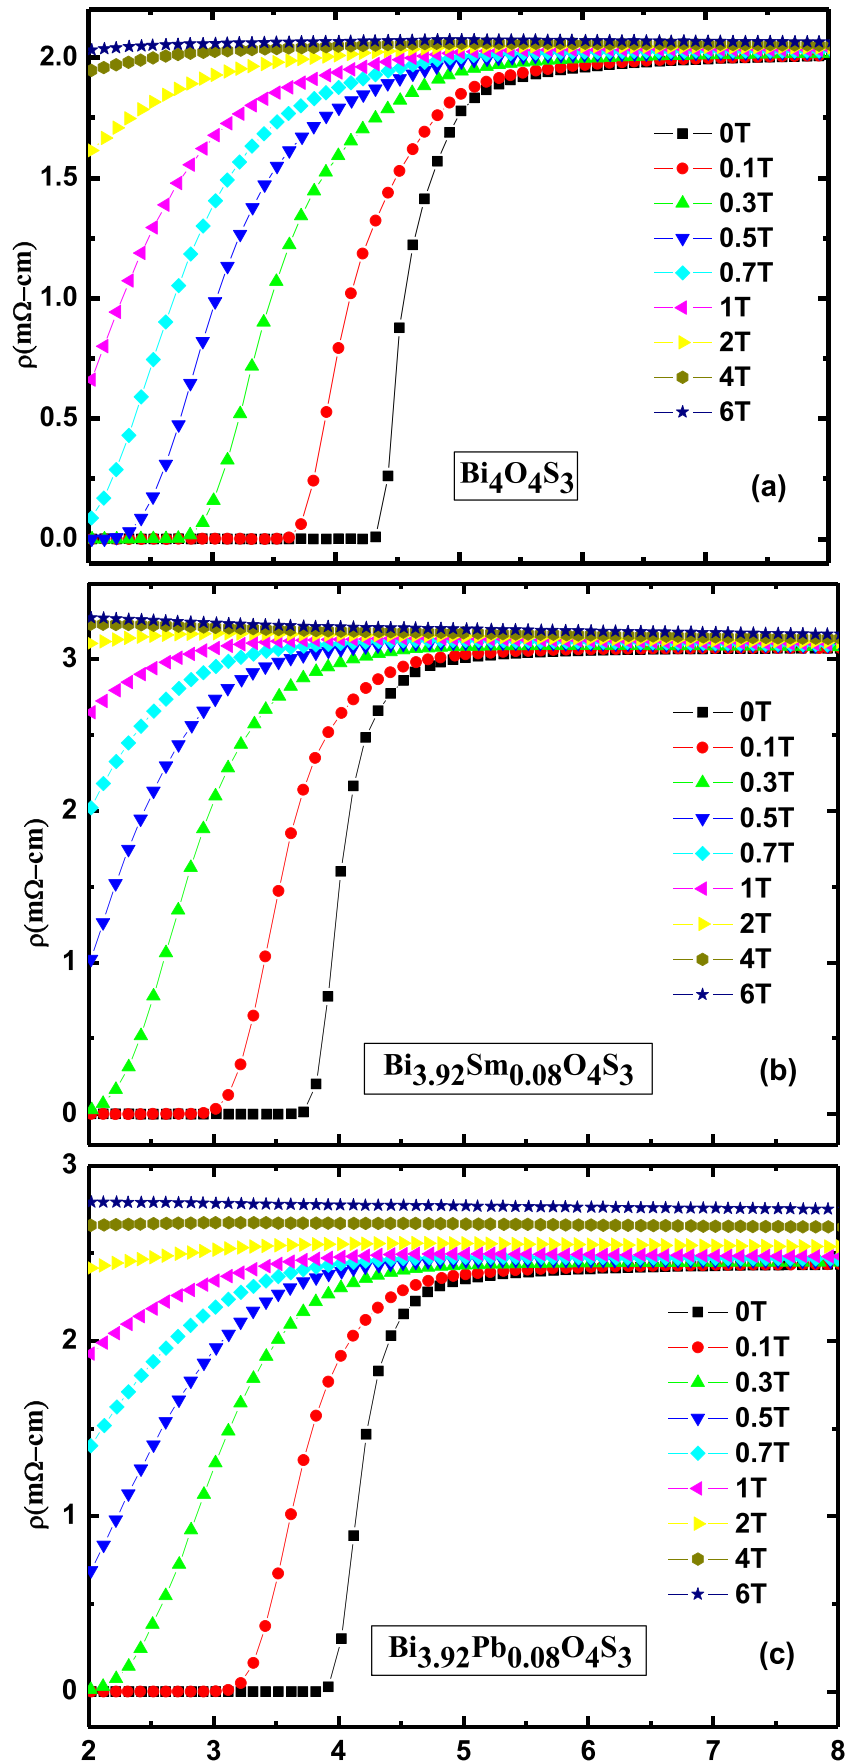 2.0
1.5
1.0
0.5
0.0
ρ(mΩ−cm)
0T
0.1T
0.3T
0.5T
0.7T
1T
2T
4T
6T
Bi4O4S3
(a)
3
2
1
0
ρ(mΩ−cm)
0T
0.1T
0.3T
0.5T
0.7T
1T
2T
4T
6T
Bi3.92Sm0.08O4S3
(b)
3
2
1
0
ρ(mΩ−cm)
0T
0.1T
0.3T
0.5T
0.7T
1T
2T
4T
6T
Bi3.92Pb0.08O4S3
(c)
2 3 4 5 6 7 8